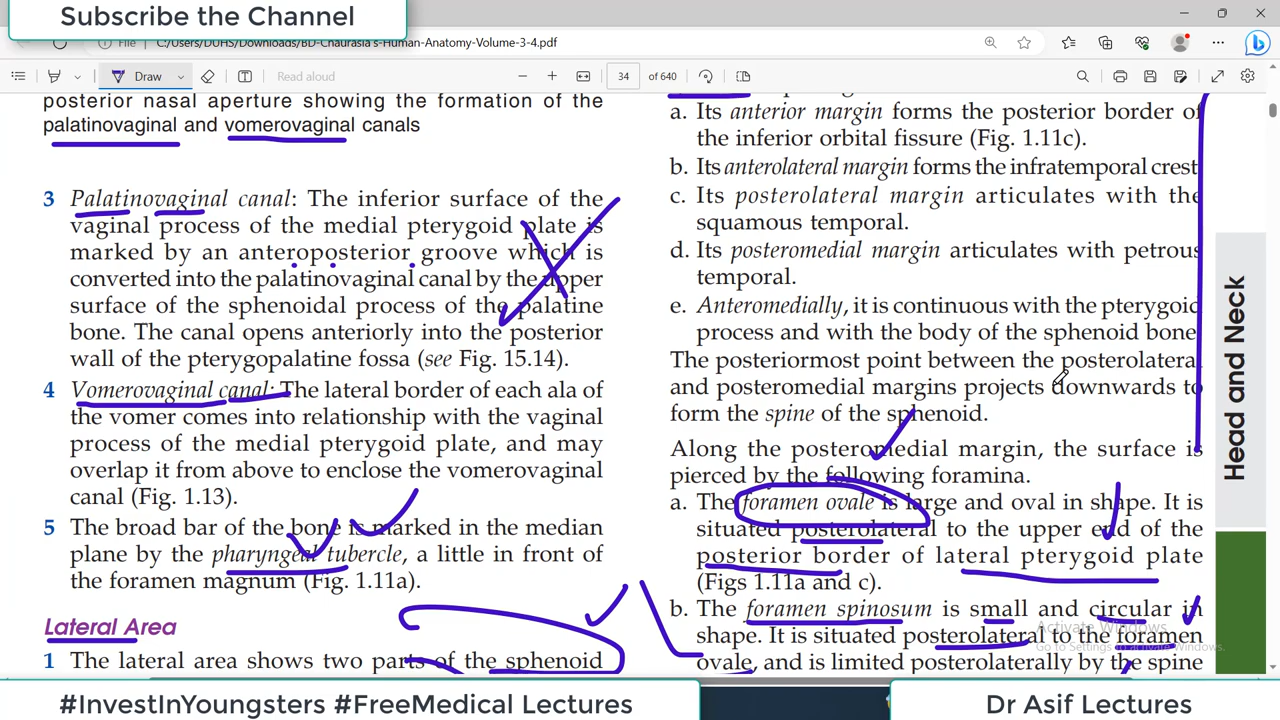 Subscribe the Channel
File
C:/Users/DUHS/Downloads/BD-Chaurasia's-Human-Anatomy-Volume-3-4.pdf
Draw
Read aloud
34
of 640
posterior nasal aperture showing the formation of the
palatinovaginal and vomerovaginal canals
3 Palatinovaginal canal: The inferior surface of the
vaginal process of the medial pterygoid plate is
marked by an anteroposterior groove which is
converted into the palatinovaginal canal by the upper
surface of the sphenoidal process of the palatine
bone. The canal opens anteriorly into the posterior
wall of the pterygopalatine fossa (see Fig. 15.14).
4 Vomerovaginal canal: The lateral border of each ala of
the vomer comes into relationship with the vaginal
process of the medial pterygoid plate, and may
overlap it from above to enclose the vomerovaginal
canal (Fig. 1.13).
5 The broad bar of the bone is marked in the median
plane by the pharyngeal tubercle, a little in front of
the foramen magnum (Fig. 1.11a).
Lateral Area
1 The lateral area shows two parts of the sphenoid
a. Its anterior margin forms the posterior border of
the inferior orbital fissure (Fig. 1.11c).
b. Its anterolateral margin forms the infratemporal crest
c. Its posterolateral margin articulates with the
squamous temporal.
d. Its posteromedial margin articulates with petrous
temporal.
e. Anteromedially, it is continuous with the pterygoid
process and with the body of the sphenoid bone
The posteriormost point between the posterolateral
and posteromedial margins projects downwards to
form the spine of the sphenoid.
Along the posteromedial margin, the surface is
pierced by the following foramina.
a. The foramen ovale is large and oval in shape. It is
situated posterolateral to the upper end of the
posterior border of lateral pterygoid plate
(Figs 1.11a and c).
b. The foramen spinosum is small and circular in
shape. It is situated posterolateral to the foramen
ovale, and is limited posterolaterally by the spine
Head and Neck
Activate Windows
Go to Settings to activate Windows.
#InvestInYoungsters #FreeMedical Lectures
Dr Asif Lectures